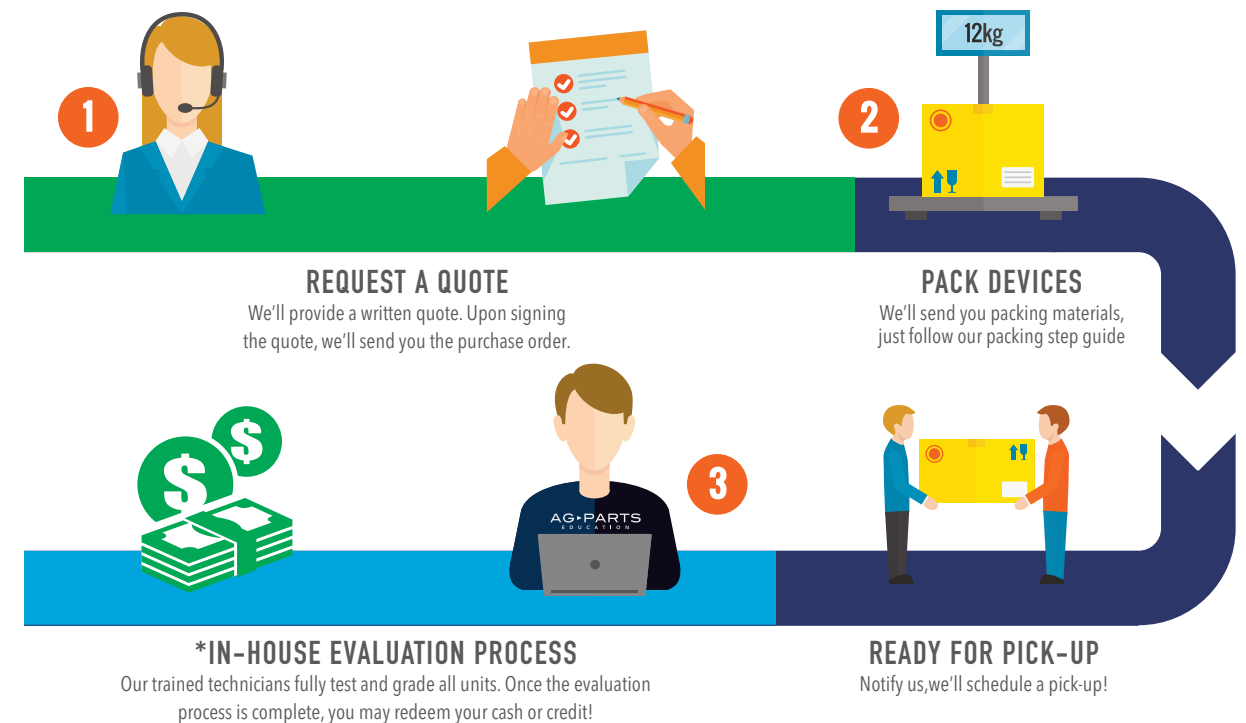 1
2
12kg
REQUEST A QUOTE
We'll provide a written quote. Upon signing
the quote, we'll send you the purchase order.
PACK DEVICES
We'll send you packing materials,
just follow our packing step guide
$
$
3
AG▸PARTS
EDUCATION
*IN-HOUSE EVALUATION PROCESS
Our trained technicians fully test and grade all units. Once the evaluation
process is complete, you may redeem your cash or credit!
READY FOR PICK-UP
Notify us,we'll schedule a pick-up!